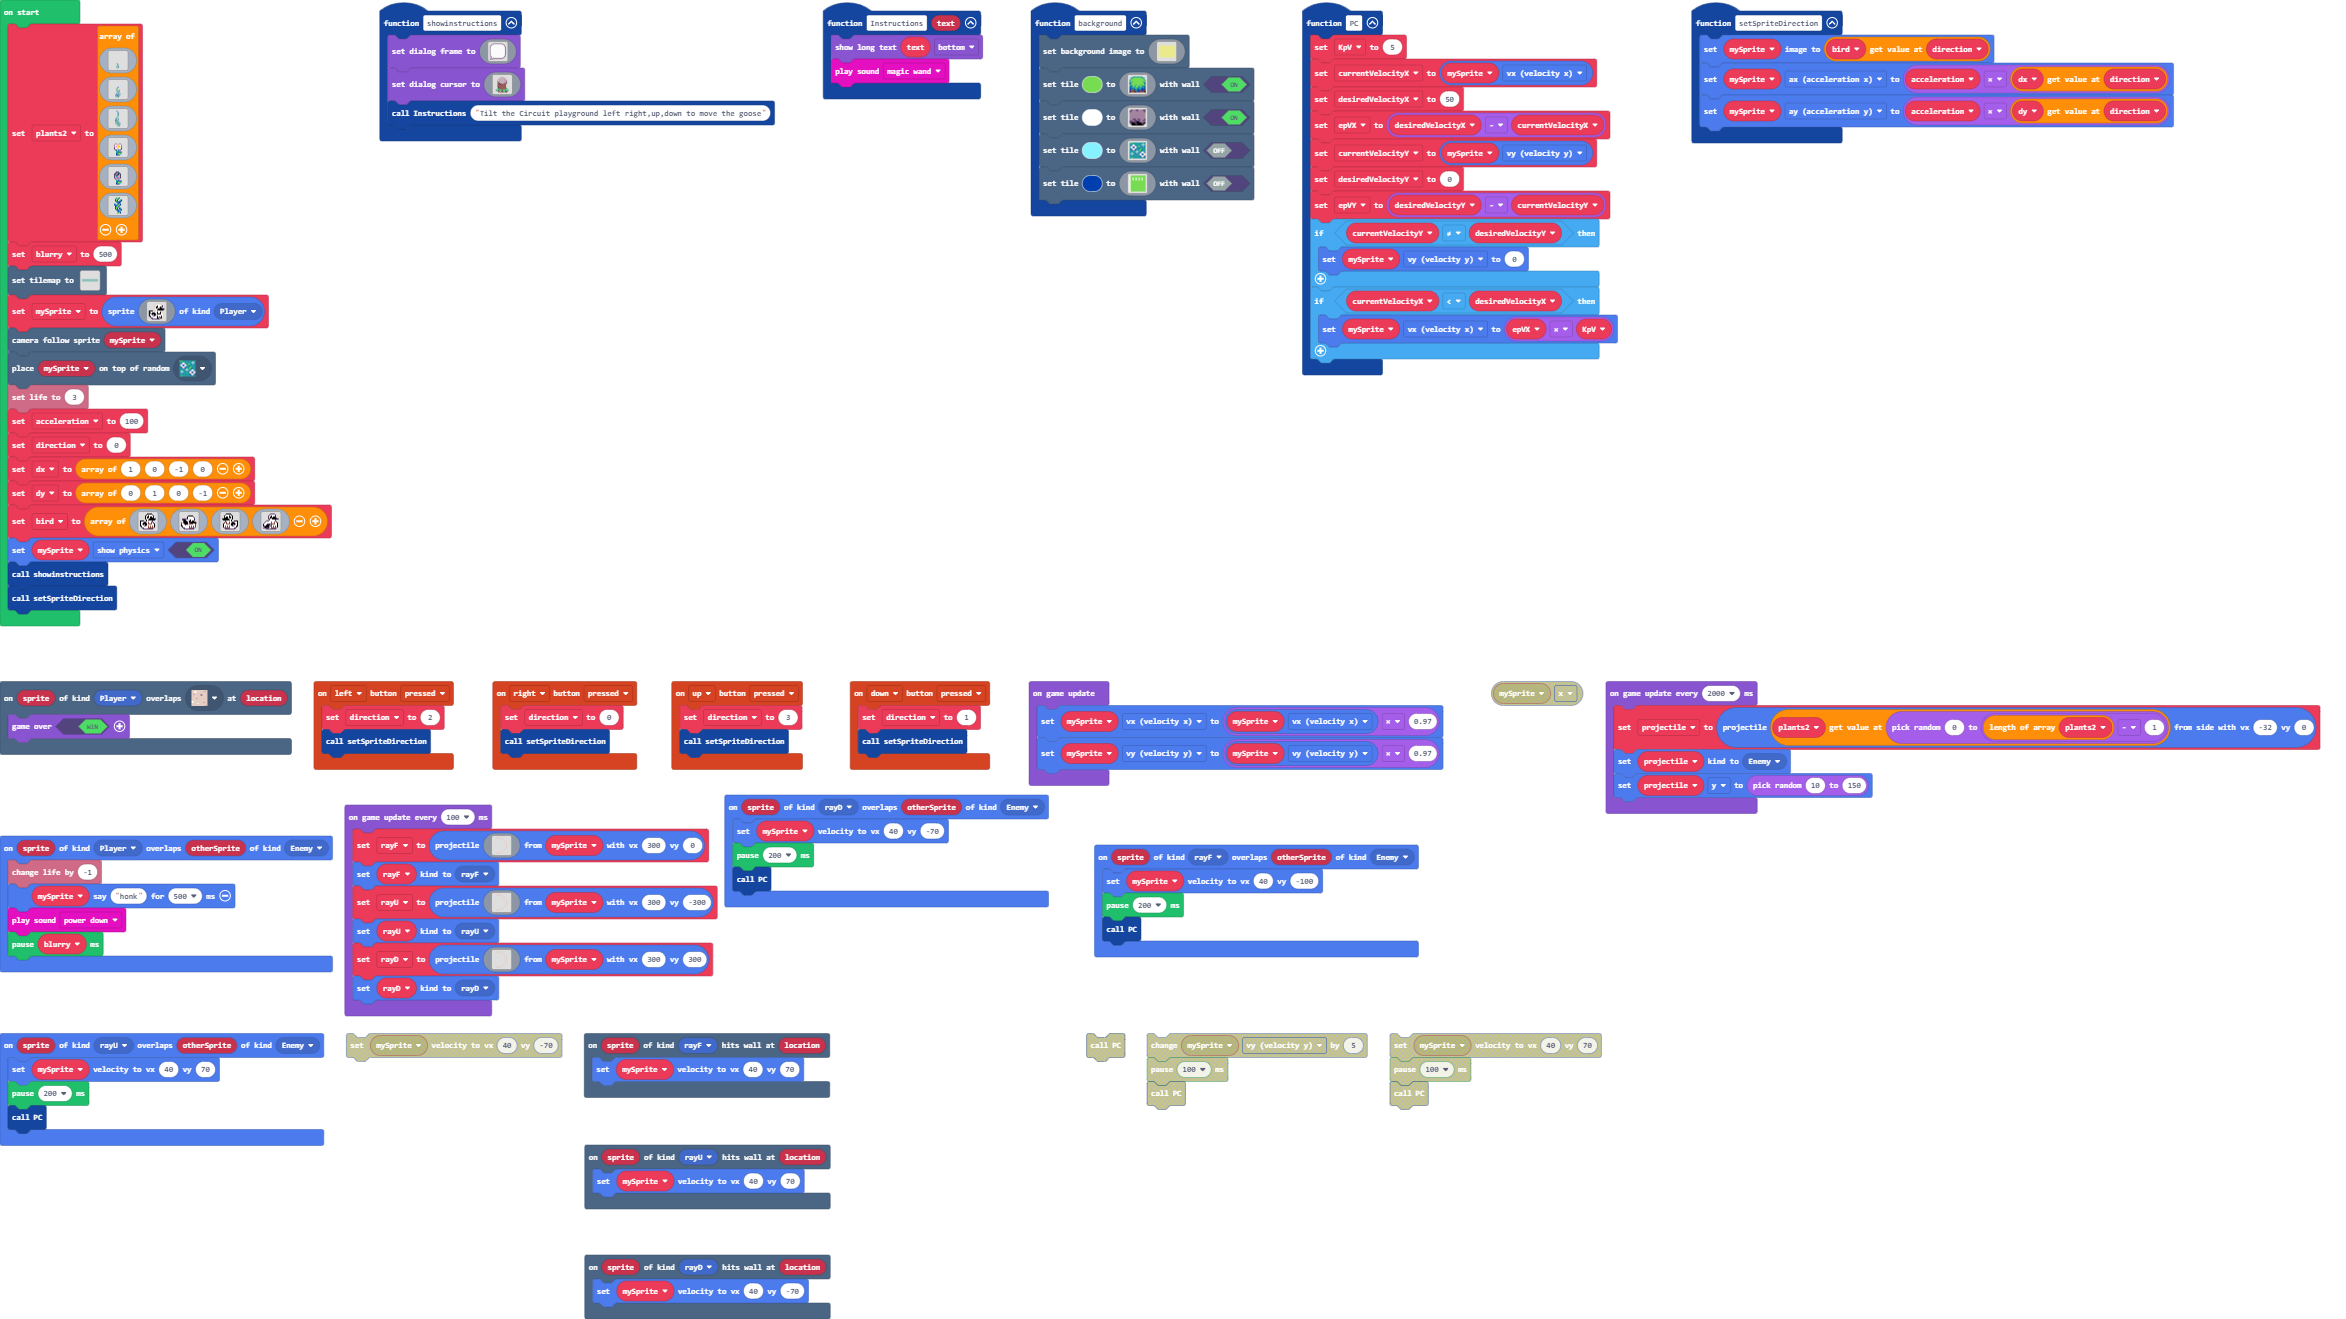 on start
array of
set plants2 to
set blurry to 500
set tilemap to
set mySprite to sprite of kind Player
camera follow sprite mySprite
place mySprite on top of random
set life to 3
set acceleration to 100
set direction to 0
set dx to array of 1 0 -1 0
set dy to array of 0 1 0 -1
set bird to array of
set mySprite show physics ON
call showinstructions
call setSpriteDirection
function showinstructions
set dialog frame to
set dialog cursor to
call Instructions "Tilt the Circuit playground left right,up,down to move the goose"
function Instructions text
show long text text bottom
play sound magic wand
function background
set background image to
set tile to with wall ON
set tile to with wall ON
set tile to with wall OFF
set tile to with wall OFF
function PC
set KpV to 5
set currentVelocityX to mySprite vx (velocity x)
set desiredVelocityX to 50
set epVX to desiredVelocityX - currentVelocityX
set currentVelocityY to mySprite vy (velocity y)
set desiredVelocityY to 0
set epVY to desiredVelocityY - currentVelocityY
if currentVelocityY ≠ desiredVelocityY then
set mySprite vy (velocity y) to 0
if currentVelocityX < desiredVelocityX then
set mySprite vx (velocity x) to epVX × KpV
function setSpriteDirection
set mySprite image to bird get value at direction
set mySprite ax (acceleration x) to acceleration × dx get value at direction
set mySprite ay (acceleration y) to acceleration × dy get value at direction
on sprite of kind Player overlaps at location
game over WIN
on left button pressed
set direction to 2
call setSpriteDirection
on right button pressed
set direction to 0
call setSpriteDirection
on up button pressed
set direction to 3
call setSpriteDirection
on down button pressed
set direction to 1
call setSpriteDirection
on game update
set mySprite vx (velocity x) to mySprite vx (velocity x) × 0.97
set mySprite vy (velocity y) to mySprite vy (velocity y) × 0.97
mySprite x
on game update every 2000 ms
set projectile to projectile plants2 get value at pick random 0 to length of array plants2 - 1 from side with vx -32 vy 0
set projectile kind to Enemy
set projectile y to pick random 10 to 150
on sprite of kind Player overlaps otherSprite of kind Enemy
change life by -1
mySprite say "honk" for 500 ms
play sound power down
pause blurry ms
on game update every 100 ms
set rayF to projectile from mySprite with vx 300 vy 0
set rayF kind to rayF
set rayU to projectile from mySprite with vx 300 vy -300
set rayU kind to rayU
set rayD to projectile from mySprite with vx 300 vy 300
set rayD kind to rayD
on sprite of kind rayD overlaps otherSprite of kind Enemy
set mySprite velocity to vx 40 vy -70
pause 200 ms
call PC
on sprite of kind rayF overlaps otherSprite of kind Enemy
set mySprite velocity to vx 40 vy -100
pause 200 ms
call PC
on sprite of kind rayU overlaps otherSprite of kind Enemy
set mySprite velocity to vx 40 vy 70
pause 200 ms
call PC
set mySprite velocity to vx 40 vy -70
on sprite of kind rayF hits wall at location
set mySprite velocity to vx 40 vy 70
call PC
change mySprite vy (velocity y) by 5
pause 100 ms
call PC
set mySprite velocity to vx 40 vy 70
pause 100 ms
call PC
on sprite of kind rayU hits wall at location
set mySprite velocity to vx 40 vy 70
on sprite of kind rayD hits wall at location
set mySprite velocity to vx 40 vy -70